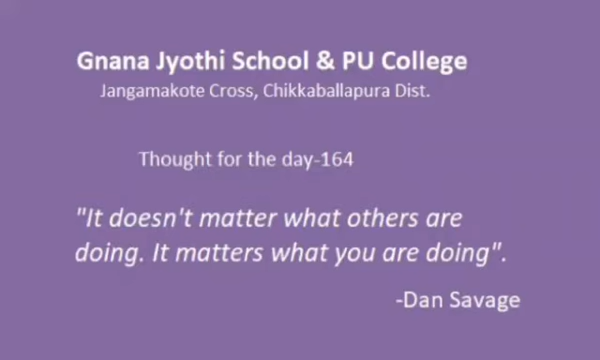 Gnana Jyothi School & PU College
Jangamakote Cross, Chikkaballapura Dist.
Thought for the day-164
"It doesn't matter what others are
doing. It matters what you are doing".
-Dan Savage